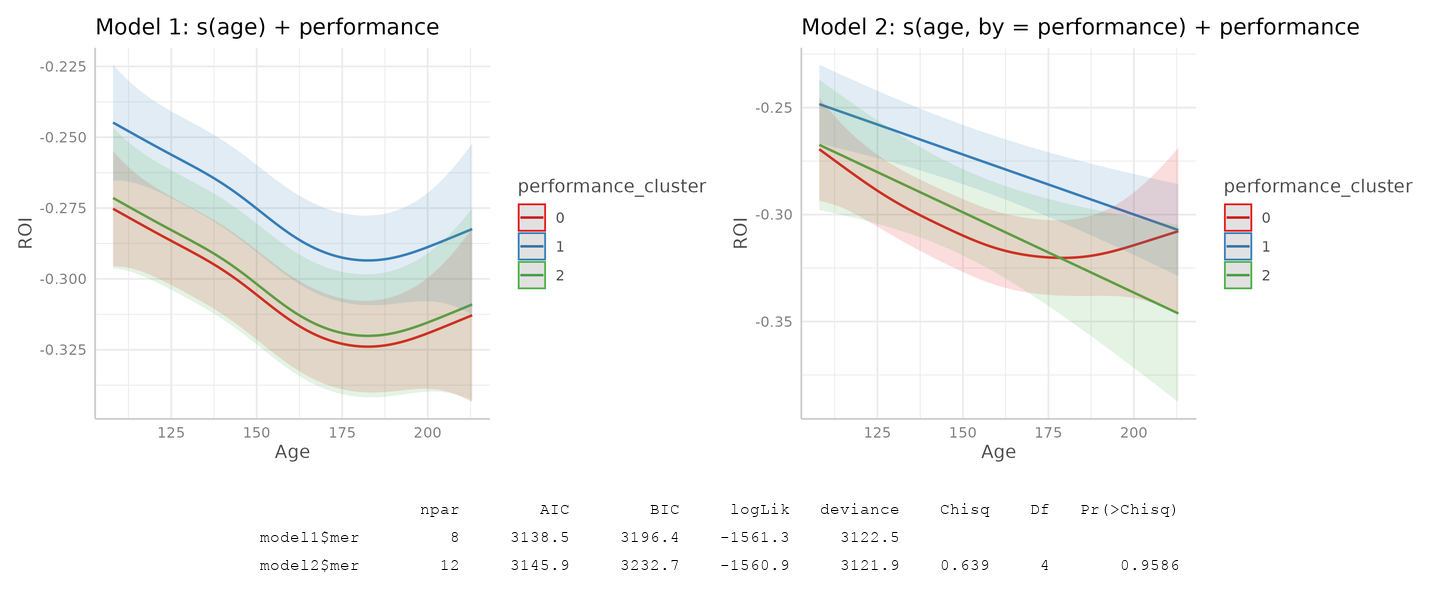 Model 1: s(age) + performance
-0.225
-0.250
-0.275
-0.300
-0.325
ROI
125 150 175 200
Age
performance_cluster
0
1
2
Model 2: s(age, by = performance) + performance
-0.25
-0.30
-0.35
ROI
125 150 175 200
Age
performance_cluster
0
1
2
npar AIC BIC logLik deviance Chisq Df Pr(>Chisq)
model1$mer 8 3138.5 3196.4 -1561.3 3122.5
model2$mer 12 3145.9 3232.7 -1560.9 3121.9 0.639 4 0.9586